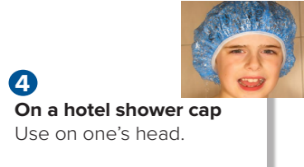 4
On a hotel shower cap
Use on one's head.